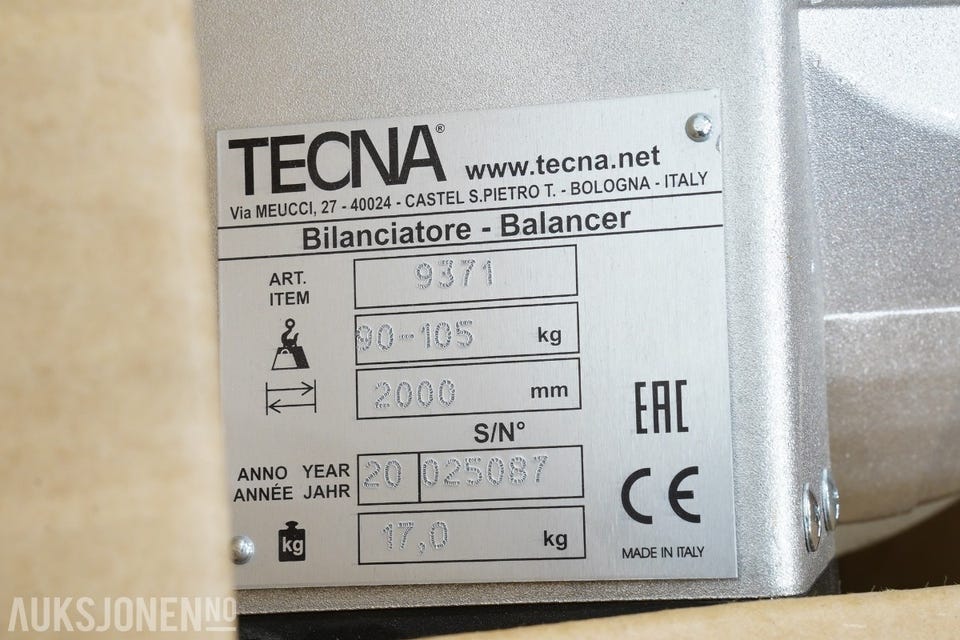 TECNA® www.tecna.net
Via MEUCCI, 27 - 40024 - CASTEL S.PIETRO T. - BOLOGNA - ITALY
Bilanciatore - Balancer
ART. 9371
ITEM
90-105 kg
2000 mm
EAC
S/N°
ANNO YEAR 20 025087
ANNÉE JAHR
CE
kg 17,0 kg
MADE IN ITALY
AUKSJONEN.NO